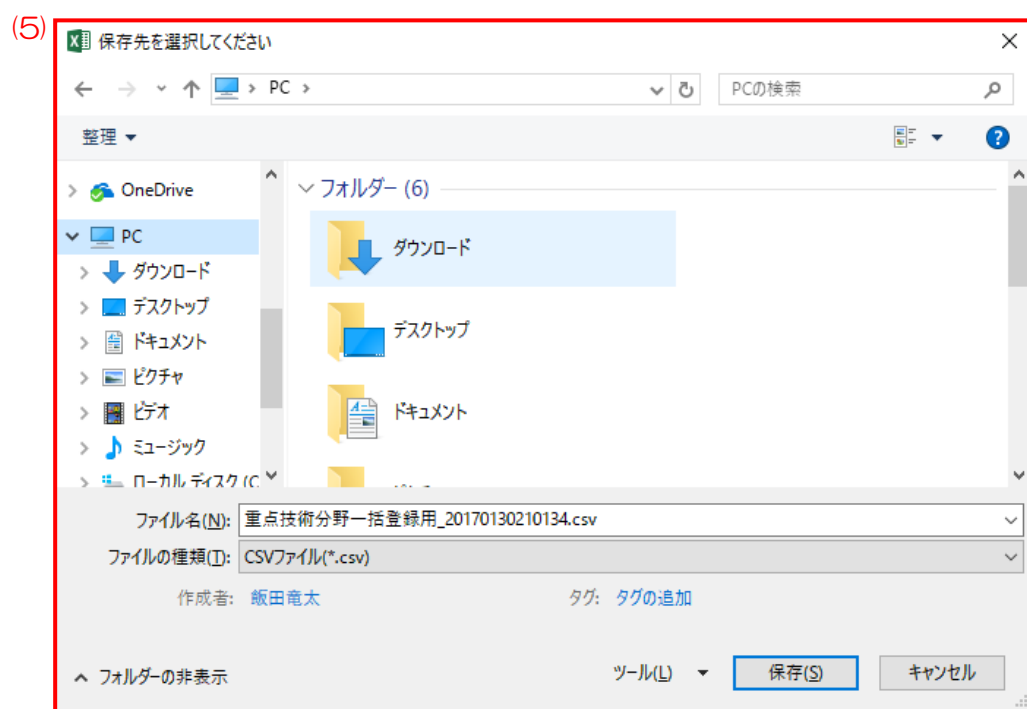 (5)
保存先を選択してください
PC
PCの検索
整理
OneDrive
フォルダー (6)
PC
ダウンロード
ダウンロード
デスクトップ
デスクトップ
ドキュメント
ピクチャ
ドキュメント
ビデオ
ミュージック
ローカル ディスク (C
ファイル名(N): 重点技術分野一括登録用_20170130210134.csv
ファイルの種類(T): CSVファイル(*.csv)
作成者: 飯田竜太 タグ: タグの追加
フォルダーの非表示 ツール(L) 保存(S) キャンセル